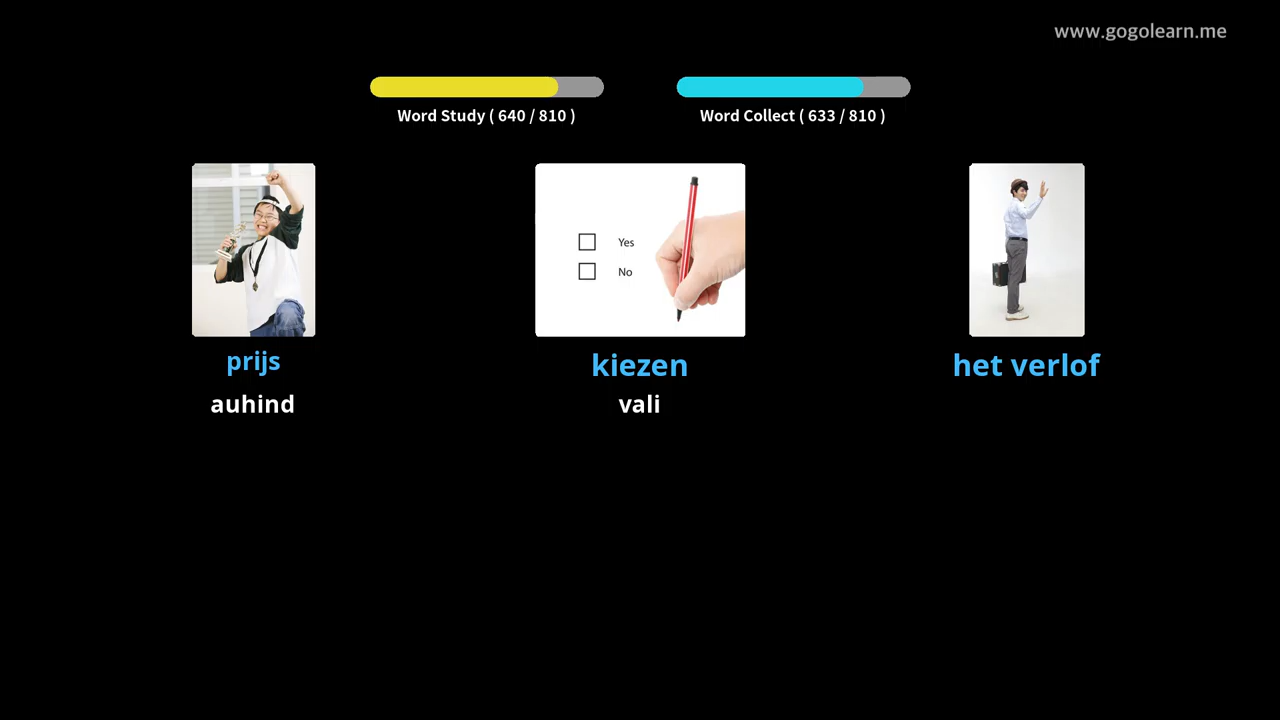 www.gogolearn.me
Word Study ( 640 / 810 )
Word Collect ( 633 / 810 )
Yes
No
prijs
auhind
kiezen
vali
het verlof